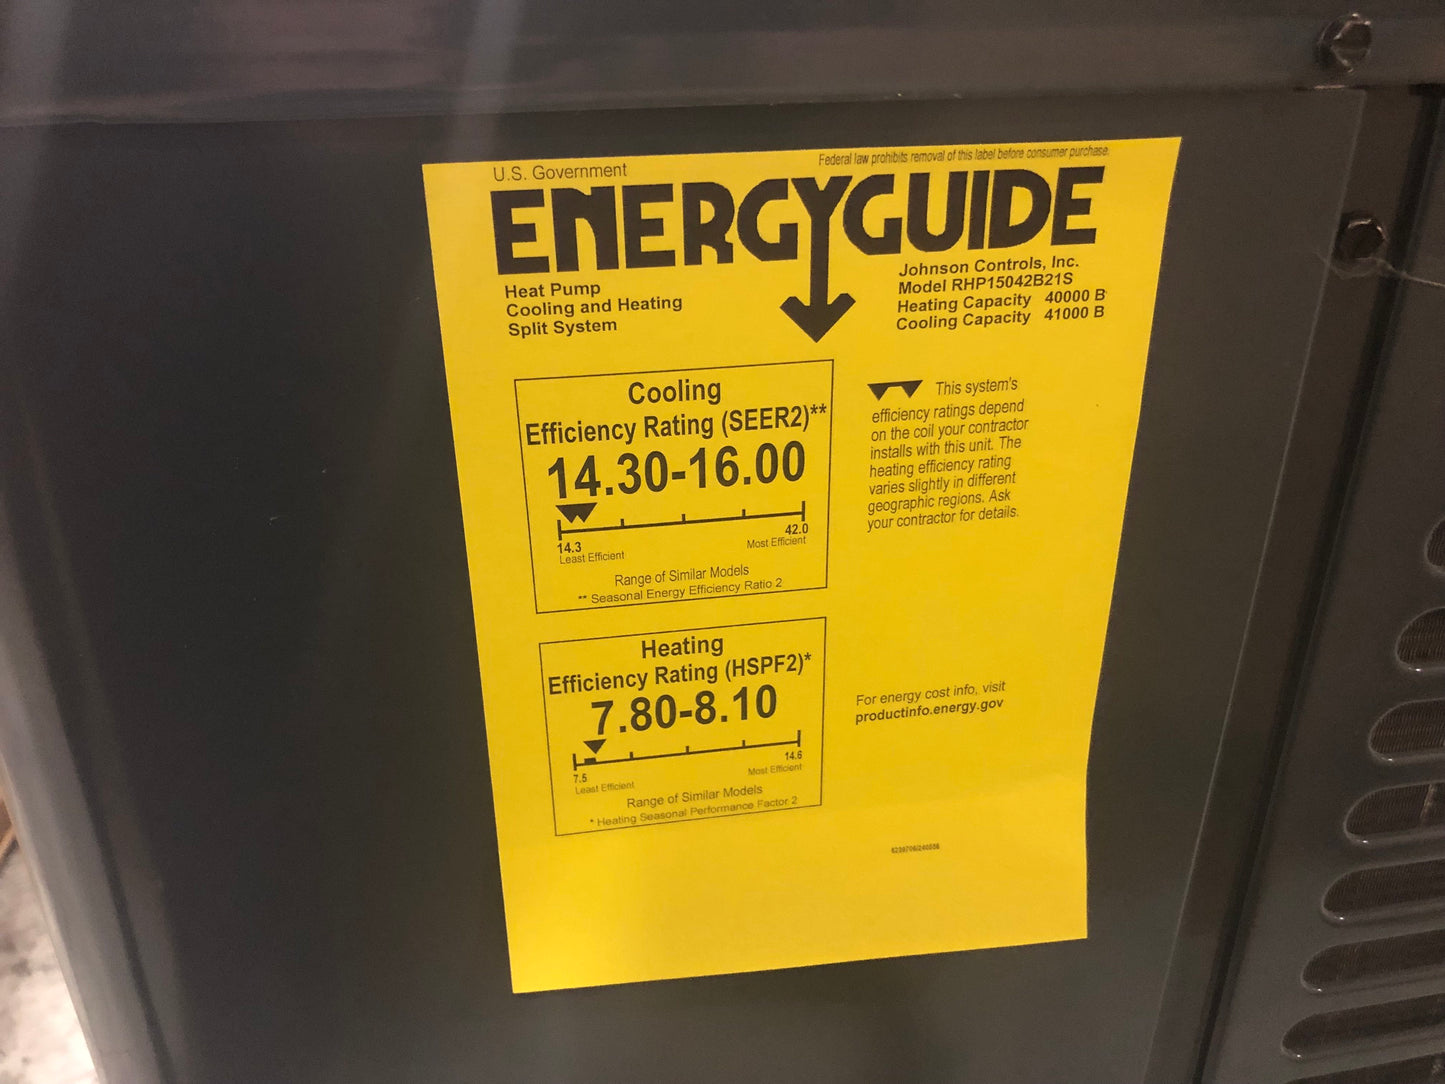 U.S. Government
Federal law prohibits removal of this label before consumer purchase.
ENERGYGUIDE
Heat Pump
Cooling and Heating
Split System
Johnson Controls, Inc.
Model RHP15042B21S
Heating Capacity 40000 B
Cooling Capacity 41000 B
Cooling
Efficiency Rating (SEER2)**
14.30-16.00
14.3
42.0
Least Efficient
Most Efficient
Range of Similar Models
** Seasonal Energy Efficiency Ratio 2
This system's
efficiency ratings depend
on the coil your contractor
installs with this unit. The
heating efficiency rating
varies slightly in different
geographic regions. Ask
your contractor for details.
Heating
Efficiency Rating (HSPF2)*
7.80-8.10
7.5
14.6
Least Efficient
Most Efficient
Range of Similar Models
* Heating Seasonal Performance Factor 2
For energy cost info, visit
productinfo.energy.gov